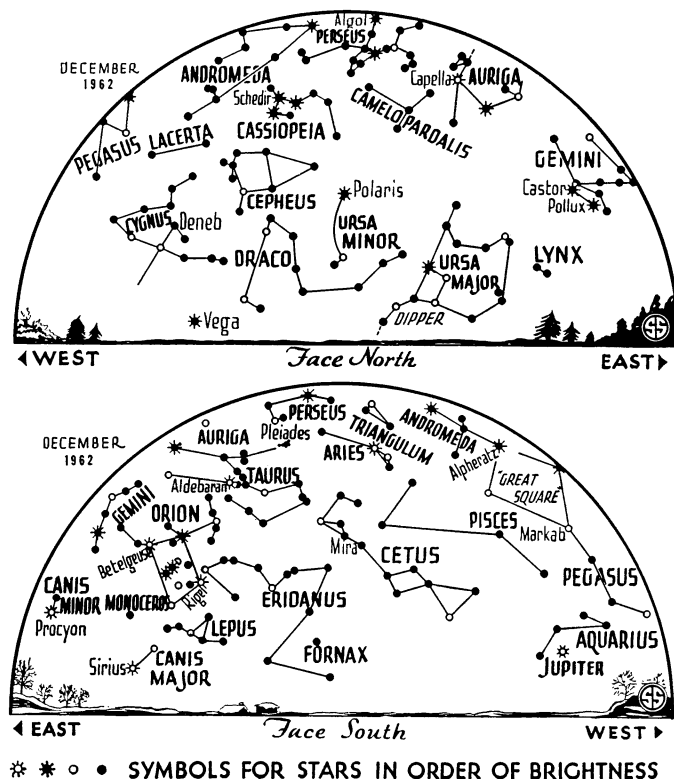 Algol
PERSEUS
DECEMBER
1962
ANDROMEDA
Capella
AURIGA
Schedir
CAMELOPARDALIS
CASSIOPEIA
PEGASUS
LACERTA
GEMINI
Castor
Pollux
CEPHEUS
Polaris
CYGNUS
Deneb
URSA
MINOR
DRACO
URSA
MAJOR
LYNX
DIPPER
Vega
WEST
Face North
EAST
PERSEUS
Pleiades
AURIGA
TRIANGULUM
ANDROMEDA
DECEMBER
1962
ARIES
Alpheratz
"GREAT
SQUARE"
Aldebaran
TAURUS
GEMINI
ORION
PISCES
Markab
Mira
CETUS
Betelgeuse
PEGASUS
CANIS
MINOR
MONOCEROS
Rigel
ERIDANUS
Procyon
LEPUS
AQUARIUS
FORNAX
JUPITER
Sirius
CANIS
MAJOR
EAST
Face South
WEST
SYMBOLS FOR STARS IN ORDER OF BRIGHTNESS